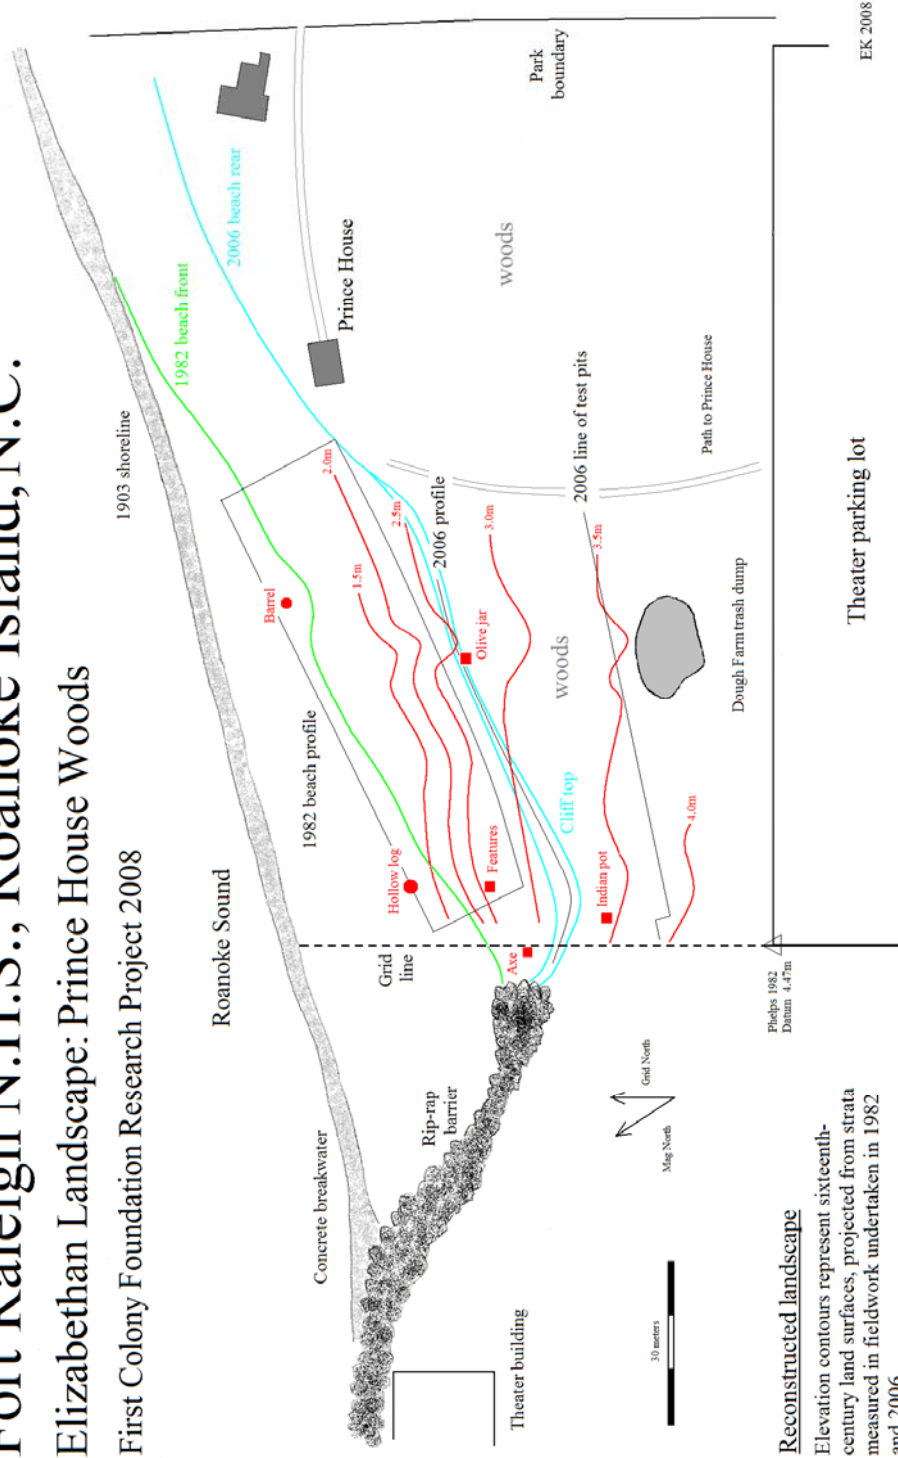 Fort Raleigh N.H.S., Roanoke Island, N.C.
Elizabethan Landscape: Prince House Woods
First Colony Foundation Research Project 2008
Roanoke Sound
1903 shoreline
1982 beach front
2006 beach rear
Park
boundary
Prince House
woods
Concrete breakwater
Rip-rap
barrier
Theater building
Grid
line
1982 beach profile
Hollow log
Barrel
1.5m
2.0m
2.5m
2006 profile
3.0m
Olive jar
Features
Axe
Cliff top
woods
Indian pot
3.5m
4.0m
2006 line of test pits
Path to Prince House
Dough Farm trash dump
Theater parking lot
Mag North
Grid North
30 meters
Phelps 1982
Datum 4.47m
Reconstructed landscape
Elevation contours represent sixteenth-
century land surfaces, projected from strata
measured in fieldwork undertaken in 1982
and 2006
EK 2008